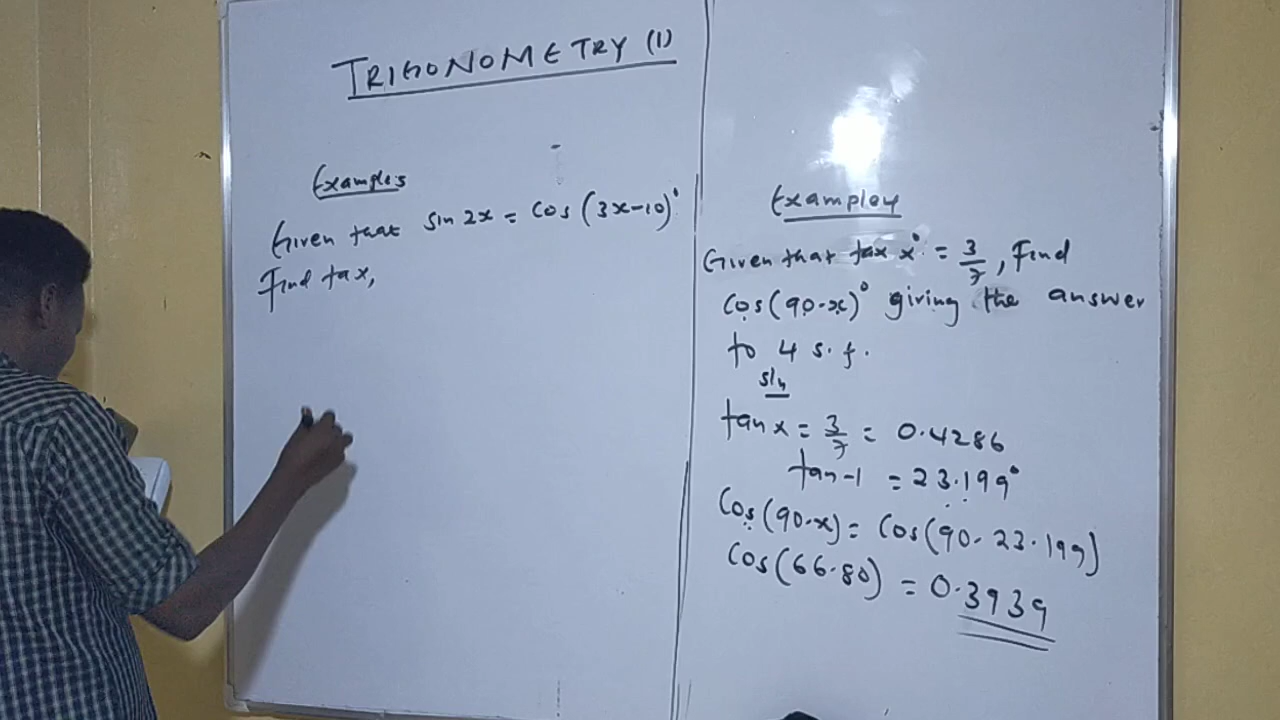 TRIGONOMETRY (1)
Examples
Given that sin 2x = cos (3x-10)°
Find tax,
Example
Given that tax x° = 3/7, Find
cos(90-x)° giving the answer
to 4 s.f.
sln
tan x = 3/7 = 0.4286
tan-1 = 23.199°
Cos(90-x) = Cos(90-23.199)
Cos(66.80) = 0.3939